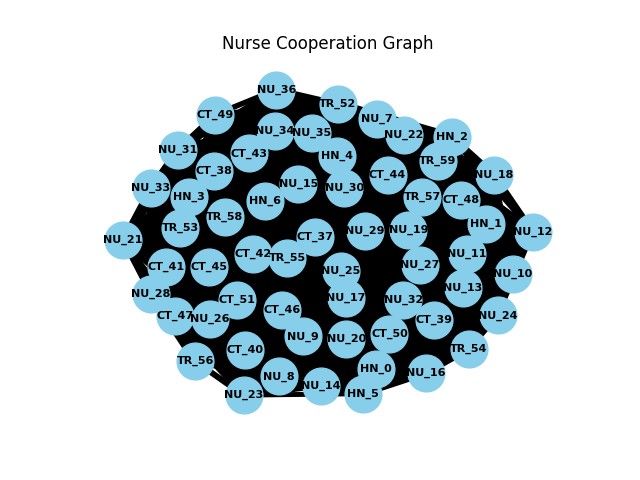 Nurse Cooperation Graph
NU_36
TR_52
CT_49
NU_7
NU_34
NU_35
NU_22
HN_2
NU_31
CT_43
HN_4
TR_59
CT_38
CT_44
NU_18
NU_33
HN_3
NU_15
NU_30
TR_57
CT_48
HN_6
TR_58
HN_1
TR_53
NU_29
NU_19
NU_12
NU_21
CT_37
CT_42
TR_55
NU_11
CT_41
CT_45
NU_25
NU_27
NU_10
NU_28
CT_51
NU_17
NU_32
NU_13
CT_47
NU_26
CT_46
CT_39
NU_24
CT_40
NU_9
NU_20
CT_50
TR_54
TR_56
NU_8
NU_14
HN_0
NU_16
NU_23
HN_5